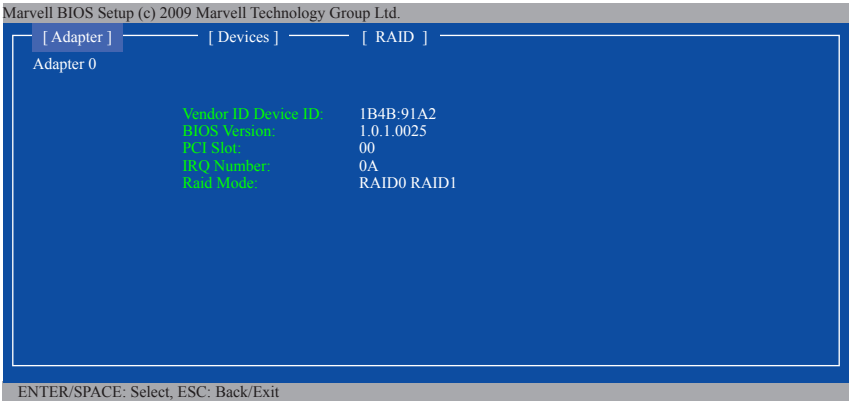 Marvell BIOS Setup (c) 2009 Marvell Technology Group Ltd.
[ Adapter ] [ Devices ] [ RAID ]
Adapter 0
Vendor ID Device ID: 1B4B:91A2
BIOS Version: 1.0.1.0025
PCI Slot: 00
IRQ Number: 0A
Raid Mode: RAID0 RAID1
ENTER/SPACE: Select, ESC: Back/Exit